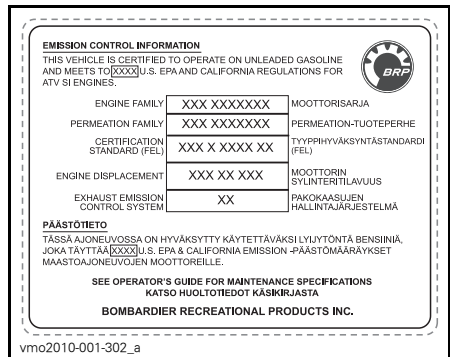 EMISSION CONTROL INFORMATION
THIS VEHICLE IS CERTIFIED TO OPERATE ON UNLEADED GASOLINE
AND MEETS TO XXXX U.S. EPA AND CALIFORNIA REGULATIONS FOR
ATV SI ENGINES.
BRP
ENGINE FAMILY XXX XXXXXXX MOOTTORISARJA
PERMEATION FAMILY XXX XXXXXXX PERMEATION-TUOTEPERHE
CERTIFICATION STANDARD (FEL) XXX X XXXX XX TYYPPIHYVÄKSYNTÄSTANDARDI (FEL)
ENGINE DISPLACEMENT XXX XX XXX MOOTTORIN SYLINTERITILAVUUS
EXHAUST EMISSION CONTROL SYSTEM XX PAKOKAASUJEN HALLINTAJÄRJESTELMÄ
PÄÄSTÖTIETO
TÄSSÄ AJONEUVOSSA ON HYVÄKSYTTY KÄYTETTÄVÄKSI LYIJYTÖNTÄ BENSIINIÄ,
JOKA TÄYTTÄÄ XXXX U.S. EPA & CALIFORNIA EMISSION -PÄÄSTÖMÄÄRÄYKSET
MAASTOAJONEUVOJEN MOOTTOREILLE.
SEE OPERATOR'S GUIDE FOR MAINTENANCE SPECIFICATIONS
KATSO HUOLTOTIEDOT KÄSIKIRJASTA
BOMBARDIER RECREATIONAL PRODUCTS INC.
vmo2010-001-302_a